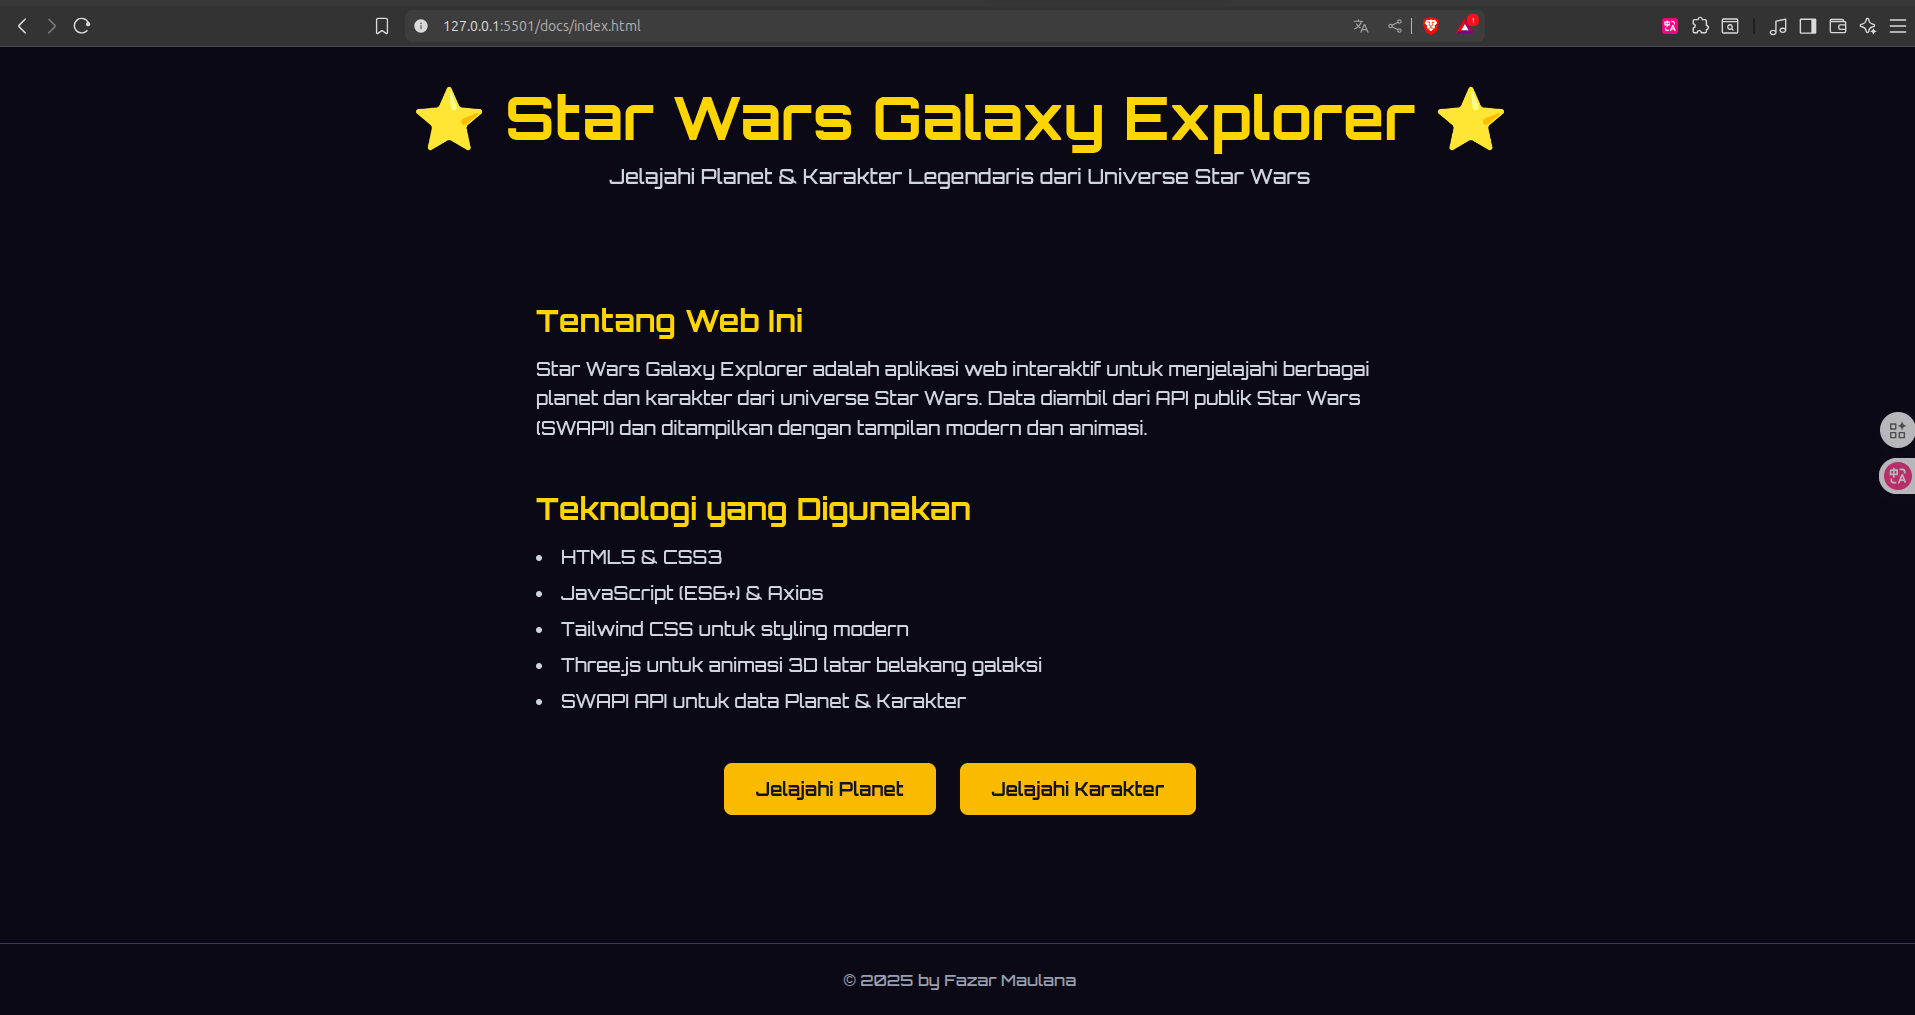 127.0.0.1:5501/docs/index.html
⭐ Star Wars Galaxy Explorer ⭐
Jelajahi Planet & Karakter Legendaris dari Universe Star Wars
Tentang Web Ini
Star Wars Galaxy Explorer adalah aplikasi web interaktif untuk menjelajahi berbagai
planet dan karakter dari universe Star Wars. Data diambil dari API publik Star Wars
(SWAPI) dan ditampilkan dengan tampilan modern dan animasi.
Teknologi yang Digunakan
• HTML5 & CSS3
• JavaScript (ES6+) & Axios
• Tailwind CSS untuk styling modern
• Three.js untuk animasi 3D latar belakang galaksi
• SWAPI API untuk data Planet & Karakter
Jelajahi Planet Jelajahi Karakter
© 2025 by Fazar Maulana